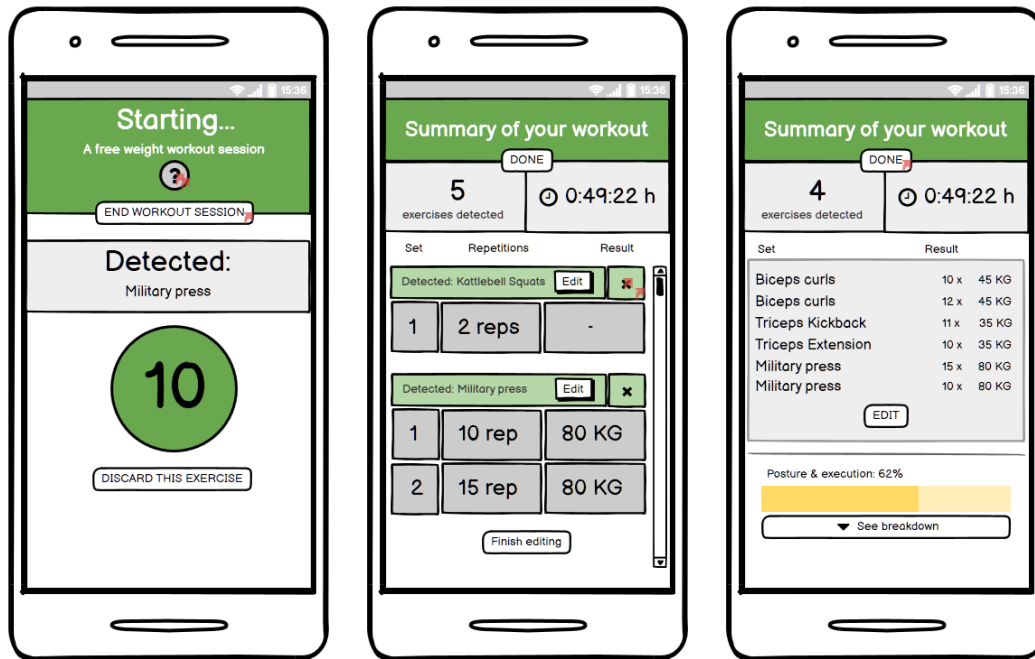 15:36
Starting...
A free weight workout session
?
END WORKOUT SESSION
Detected:
Military press
10
DISCARD THIS EXERCISE
15:36
Summary of your workout
DONE
5
exercises detected
0:49:22 h
Set Repetitions Result
Detected: Kattlebell Squats Edit x
1 2 reps -
Detected: Military press Edit x
1 10 rep 80 KG
2 15 rep 80 KG
Finish editing
15:36
Summary of your workout
DONE
4
exercises detected
0:49:22 h
Set Result
Biceps curls 10 x 45 KG
Biceps curls 12 x 45 KG
Triceps Kickback 11 x 35 KG
Triceps Extension 10 x 35 KG
Military press 15 x 80 KG
Military press 10 x 80 KG
EDIT
Posture & execution: 62%
See breakdown